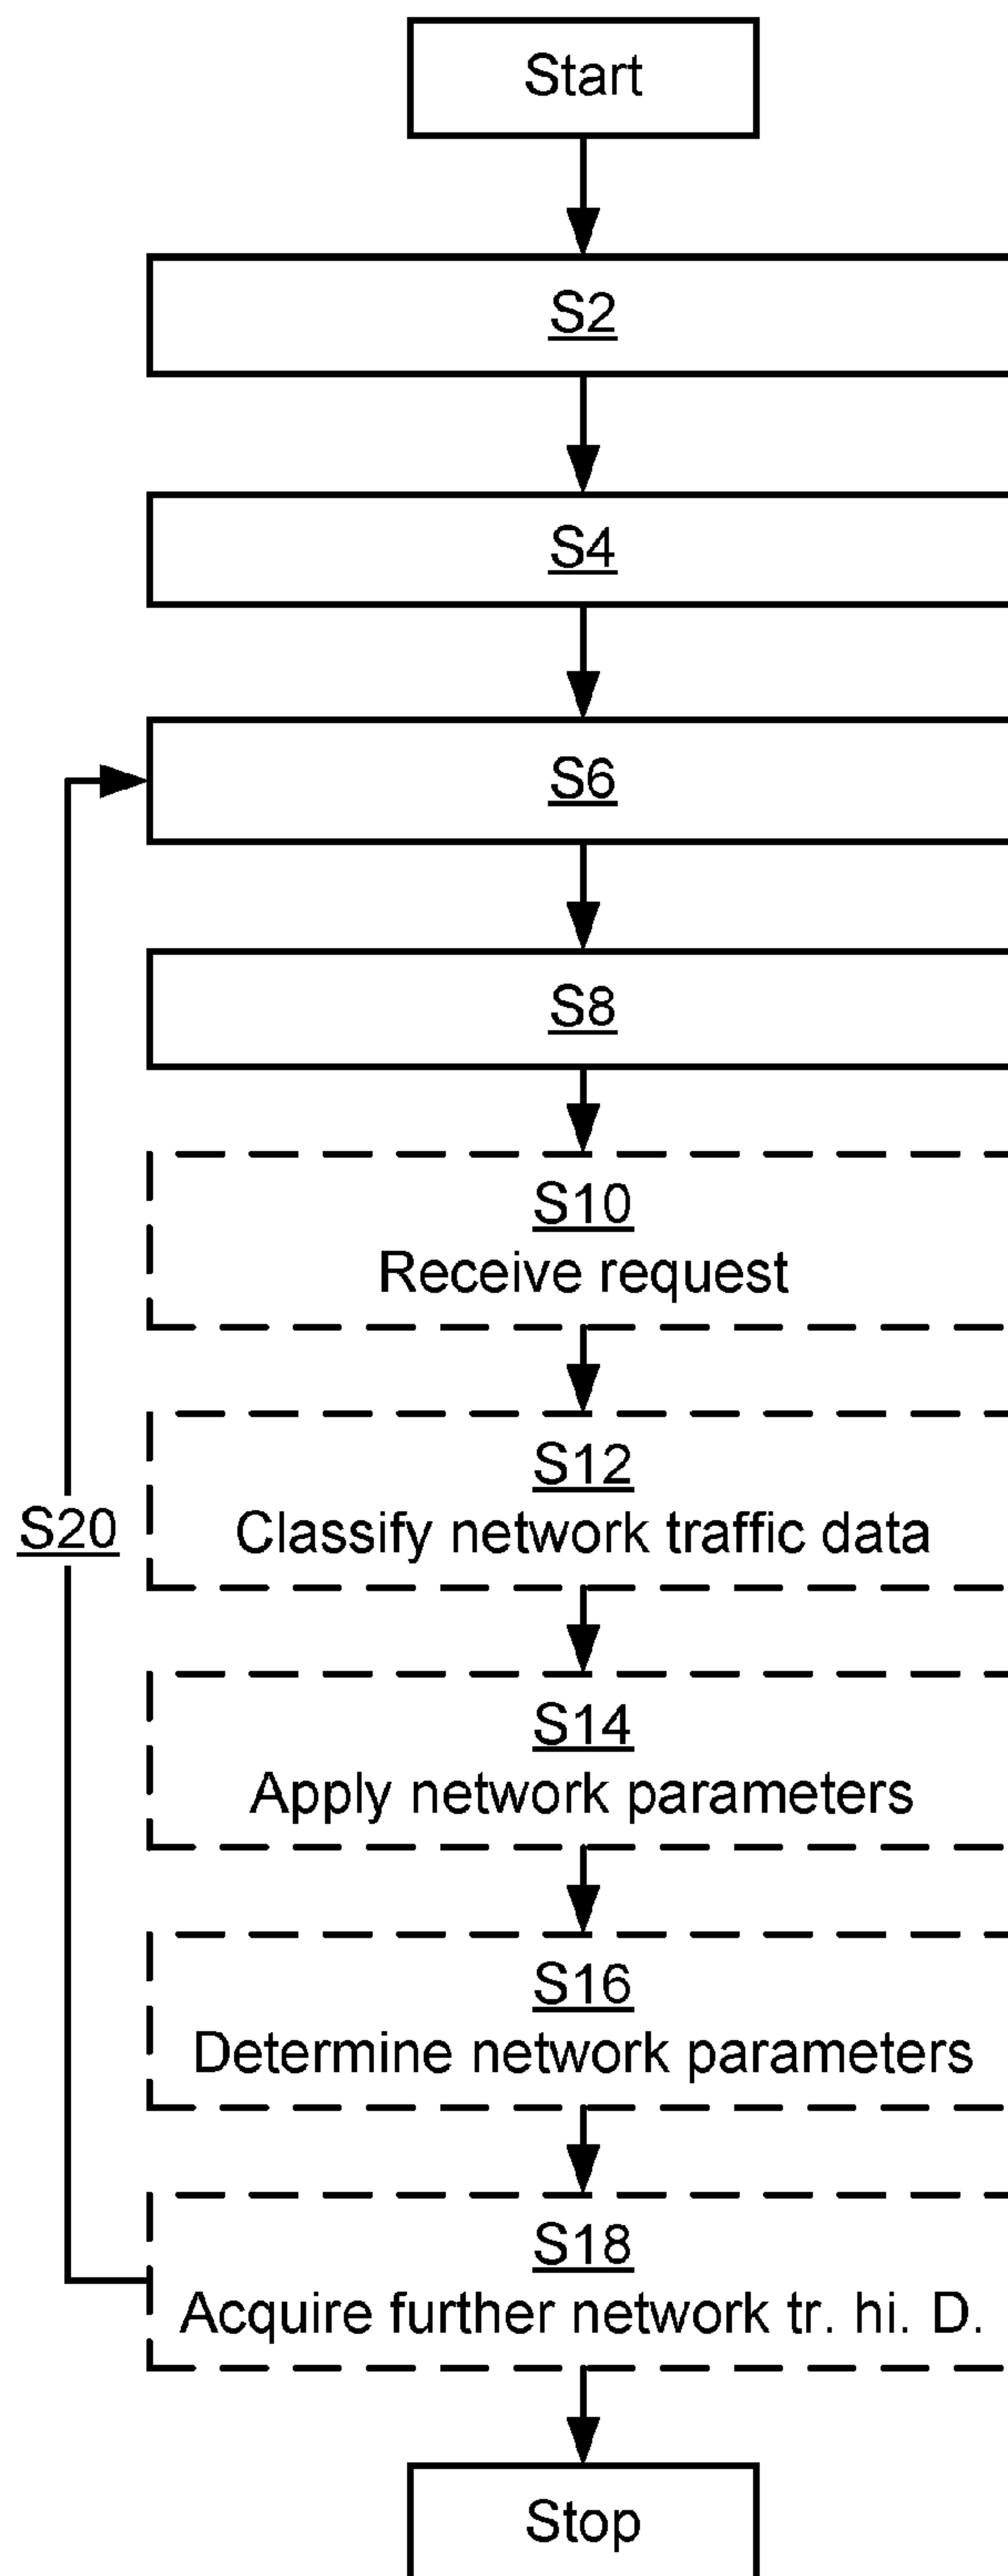 Start
S2
S4
S6
S8
S10
Receive request
S12
Classify network traffic data
S20
S14
Apply network parameters
S16
Determine network parameters
S18
Acquire further network tr. hi. D.
Stop